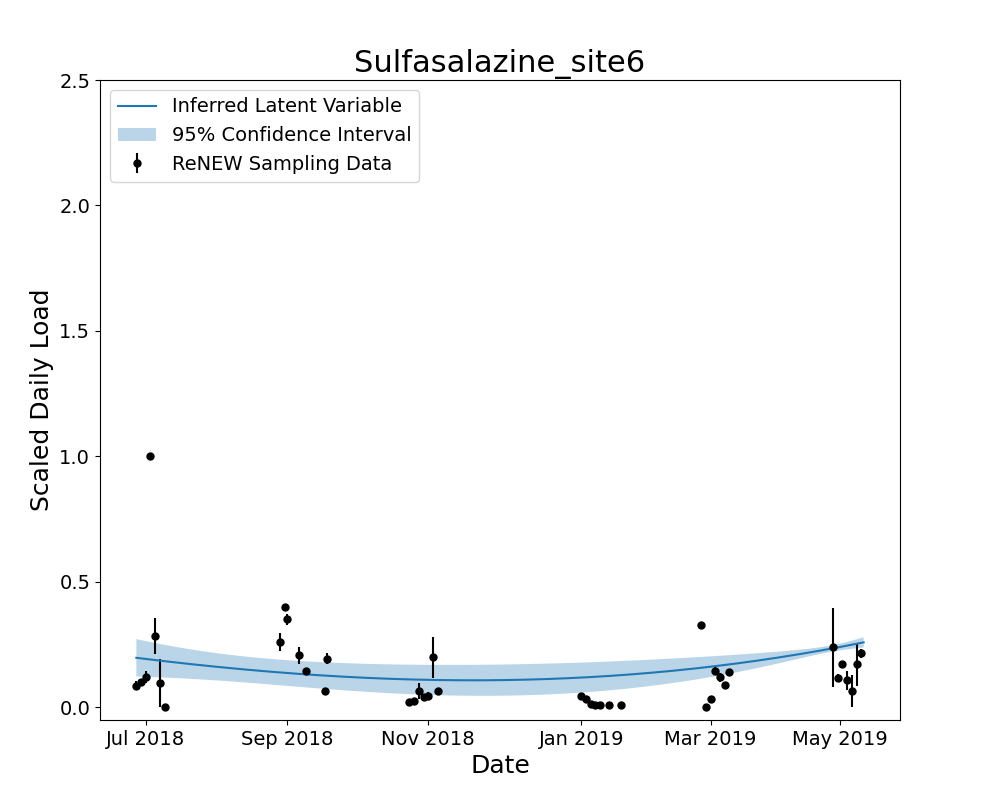 Sulfasalazine_site6
Inferred Latent Variable
95% Confidence Interval
ReNEW Sampling Data
Scaled Daily Load
2.5
2.0
1.5
1.0
0.5
0.0
Jul 2018 Sep 2018 Nov 2018 Jan 2019 Mar 2019 May 2019
Date